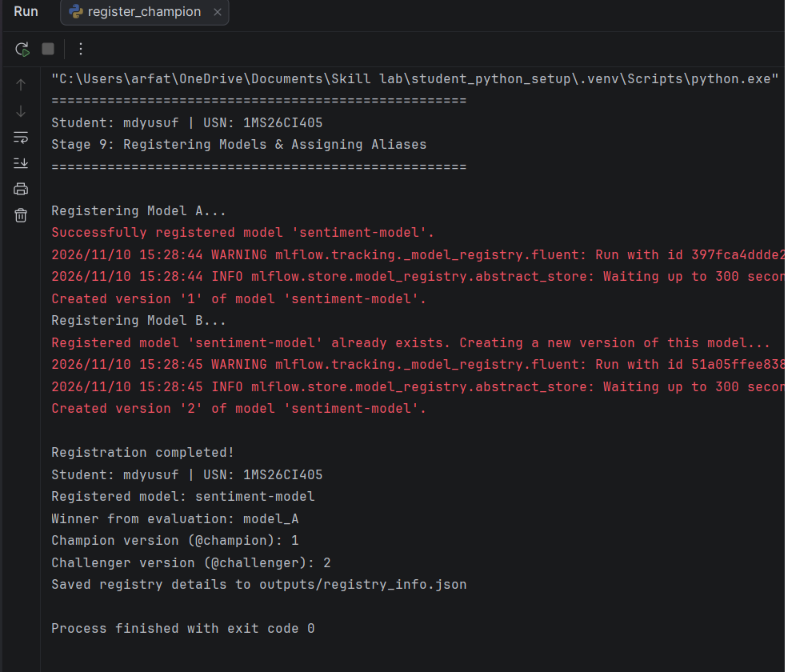 Run register_champion
"C:\Users\arfat\OneDrive\Documents\Skill lab\student_python_setup\.venv\Scripts\python.exe"
====================================================
Student: mdyusuf | USN: 1MS26CI405
Stage 9: Registering Models & Assigning Aliases
====================================================
Registering Model A...
Successfully registered model 'sentiment-model'.
2026/11/10 15:28:44 WARNING mlflow.tracking._model_registry.fluent: Run with id 397fca4ddde2
2026/11/10 15:28:44 INFO mlflow.store.model_registry.abstract_store: Waiting up to 300 secon
Created version '1' of model 'sentiment-model'.
Registering Model B...
Registered model 'sentiment-model' already exists. Creating a new version of this model...
2026/11/10 15:28:45 WARNING mlflow.tracking._model_registry.fluent: Run with id 51a05ffee838
2026/11/10 15:28:45 INFO mlflow.store.model_registry.abstract_store: Waiting up to 300 secon
Created version '2' of model 'sentiment-model'.
Registration completed!
Student: mdyusuf | USN: 1MS26CI405
Registered model: sentiment-model
Winner from evaluation: model_A
Champion version (@champion): 1
Challenger version (@challenger): 2
Saved registry details to outputs/registry_info.json
Process finished with exit code 0